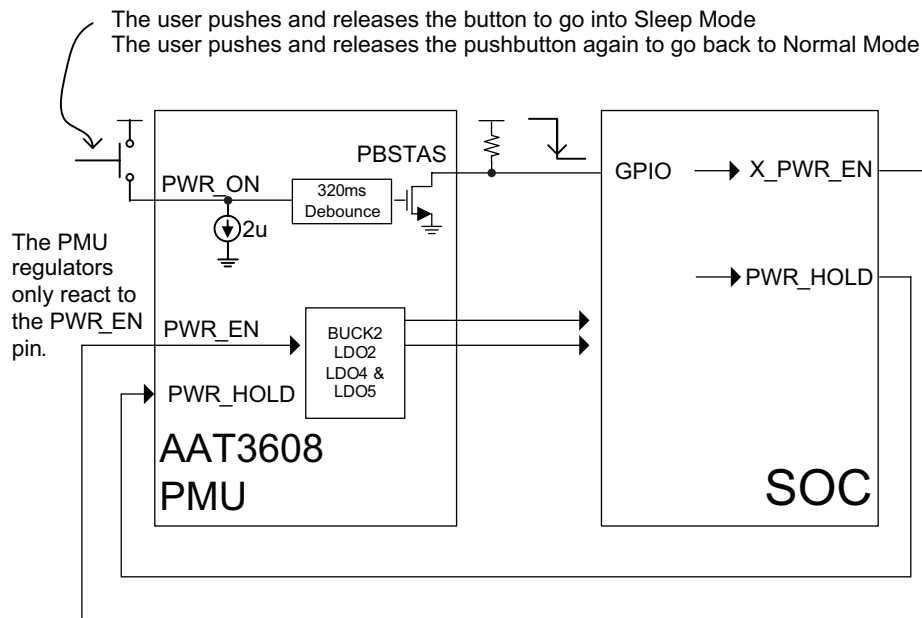 The user pushes and releases the button to go into Sleep Mode
The user pushes and releases the pushbutton again to go back to Normal Mode
PBSTAS
PWR_ON
320ms
Debounce
GPIO
X_PWR_EN
2u
The PMU
regulators
only react to
the PWR_EN
pin.
PWR_HOLD
PWR_EN
BUCK2
LDO2
LDO4 &
LDO5
PWR_HOLD
AAT3608
PMU
SOC